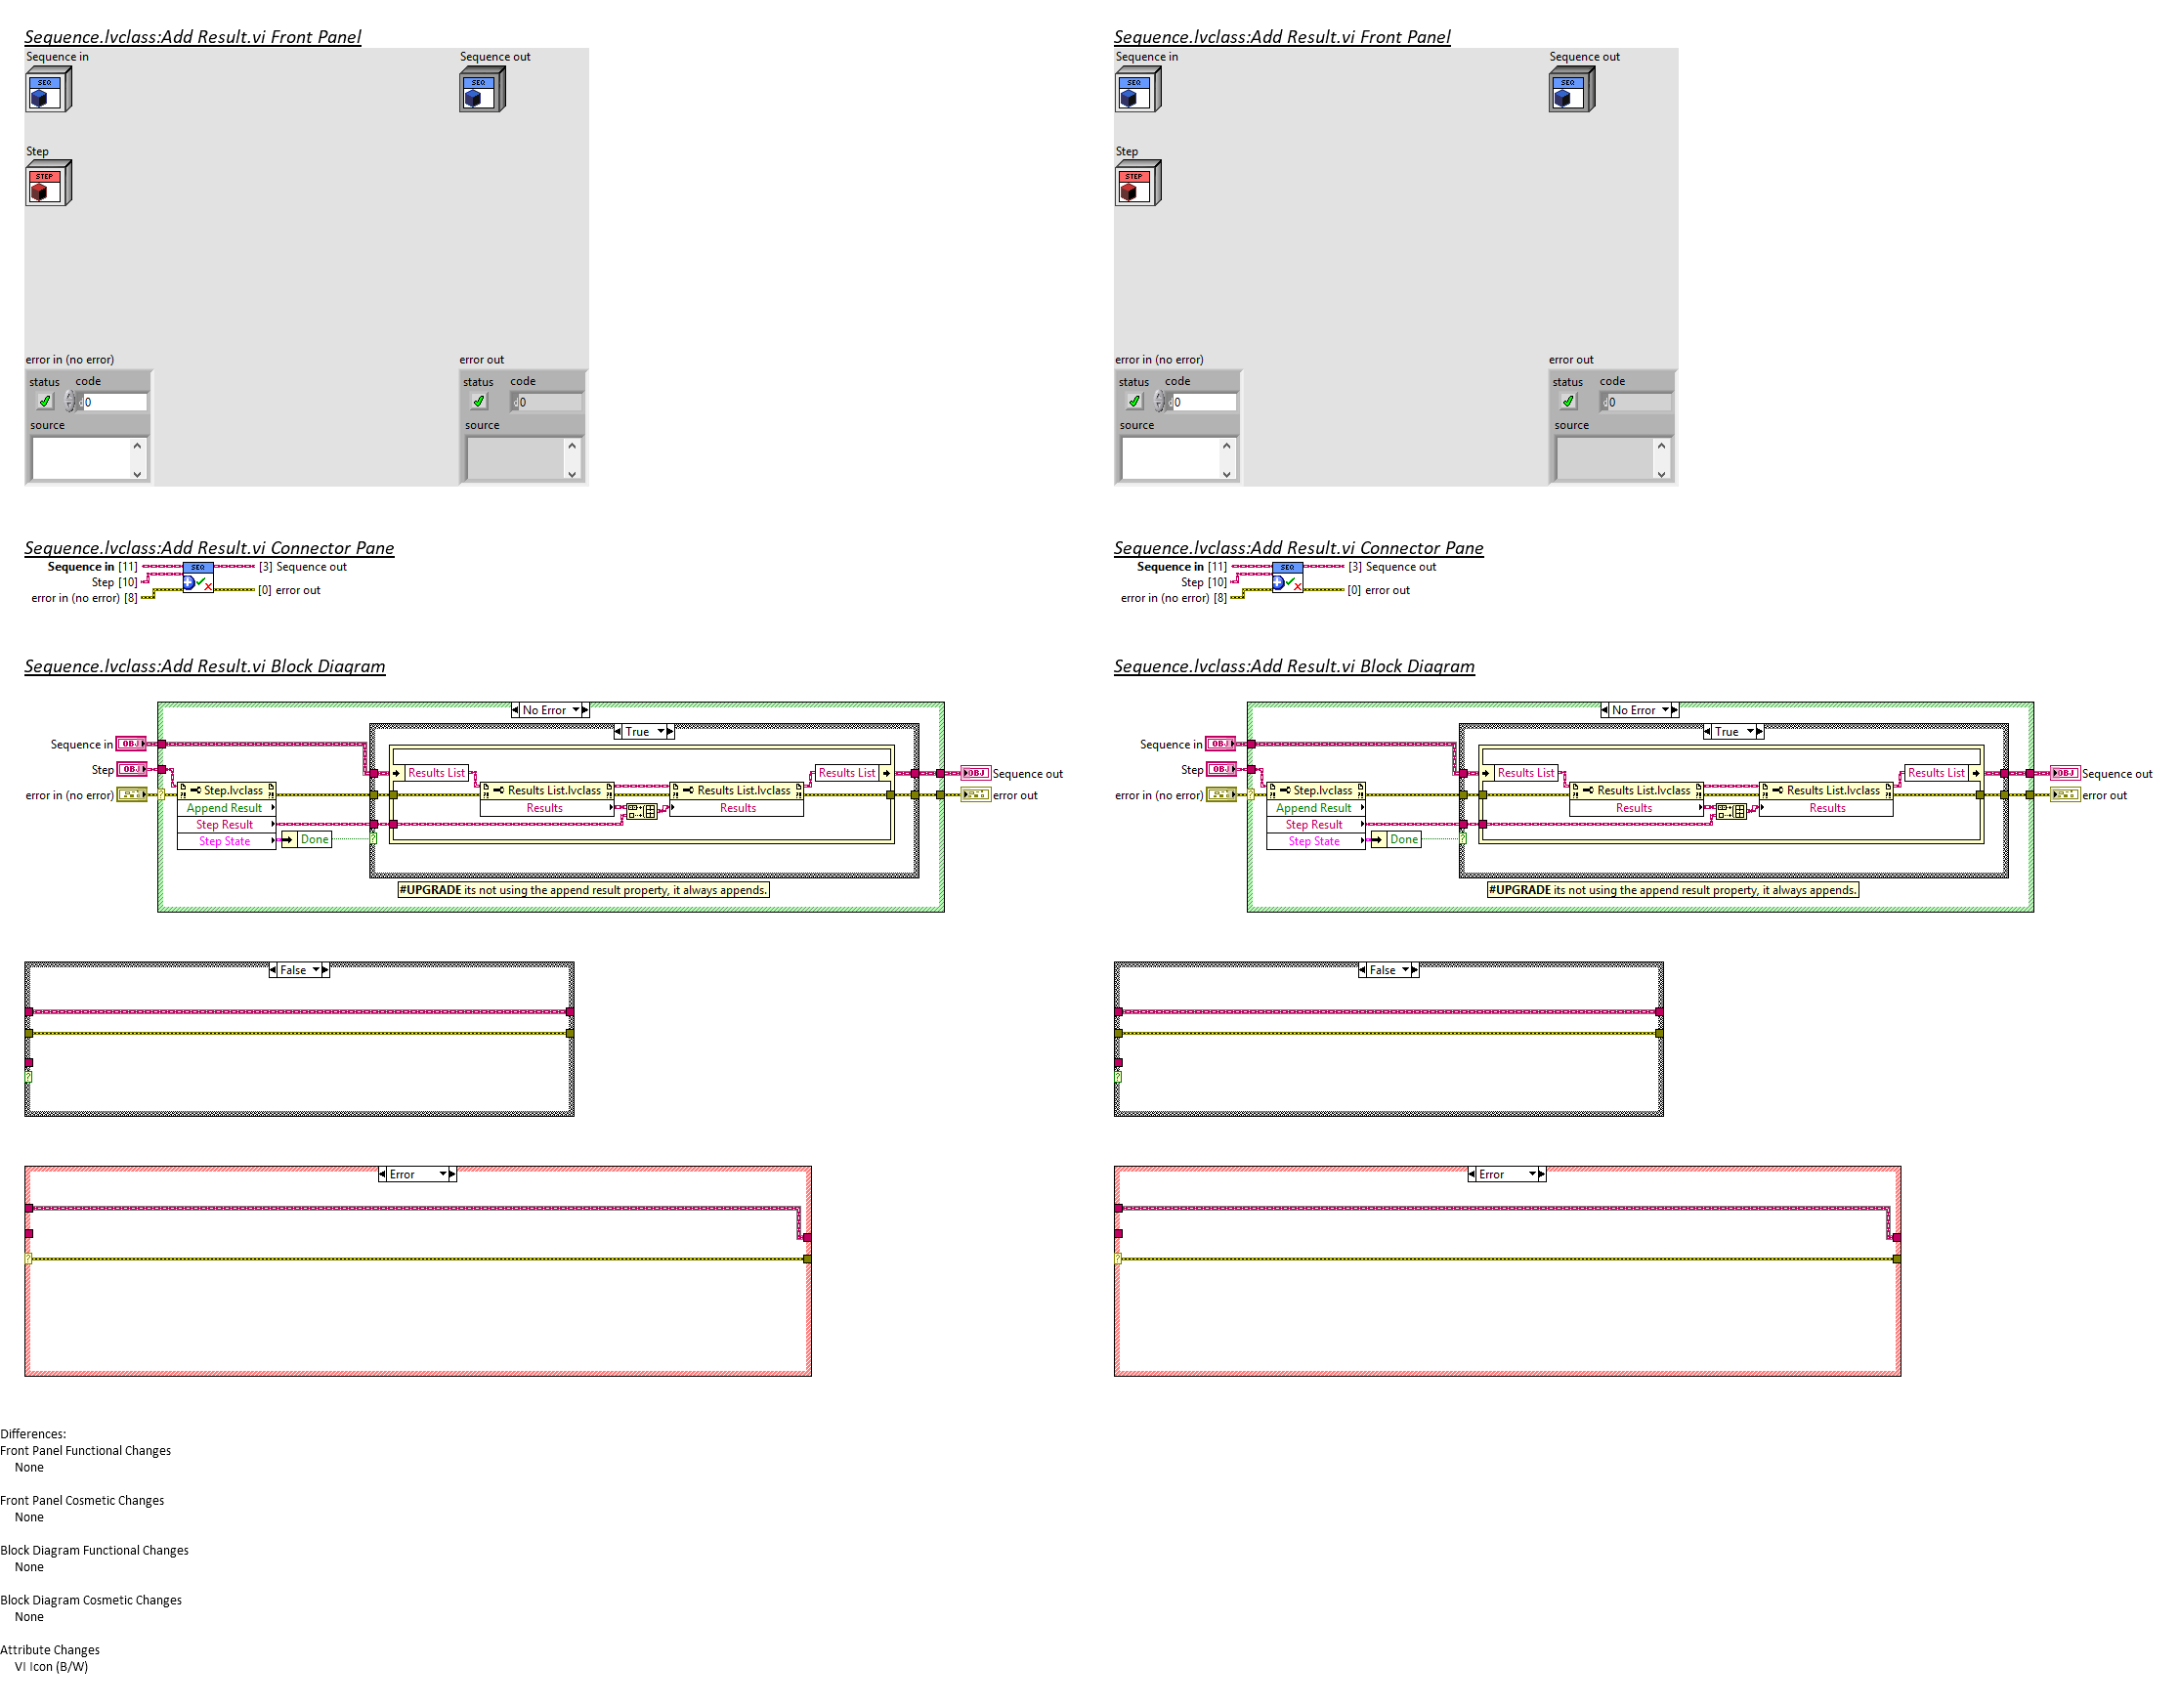 Sequence.lvclass:Add Result.vi Front Panel
Sequence in
Sequence out
SEQ
SEQ
Step
STEP
error in (no error)
error out
status code
0
status code
0
source
source
Sequence.lvclass:Add Result.vi Connector Pane
Sequence in [11]
SEQ
[3] Sequence out
Step [10]
error in (no error) [8]
[0] error out
Sequence.lvclass:Add Result.vi Block Diagram
No Error
True
Sequence in
OBJ
Step
OBJ
Results List
Results List
OBJ
Sequence out
error in (no error)
Step.lvclass
Results List.lvclass
Results List.lvclass
error out
Append Result
Results
Results
Step Result
Step State
Done
#UPGRADE its not using the append result property, it always appends.
False
Error
Sequence.lvclass:Add Result.vi Front Panel
Sequence in
Sequence out
SEQ
SEQ
Step
STEP
error in (no error)
error out
status code
0
status code
0
source
source
Sequence.lvclass:Add Result.vi Connector Pane
Sequence in [11]
SEQ
[3] Sequence out
Step [10]
error in (no error) [8]
[0] error out
Sequence.lvclass:Add Result.vi Block Diagram
No Error
True
Sequence in
OBJ
Step
OBJ
Results List
Results List
OBJ
Sequence out
error in (no error)
Step.lvclass
Results List.lvclass
Results List.lvclass
error out
Append Result
Results
Results
Step Result
Step State
Done
#UPGRADE its not using the append result property, it always appends.
False
Error
Differences:
Front Panel Functional Changes
None
Front Panel Cosmetic Changes
None
Block Diagram Functional Changes
None
Block Diagram Cosmetic Changes
None
Attribute Changes
VI Icon (B/W)